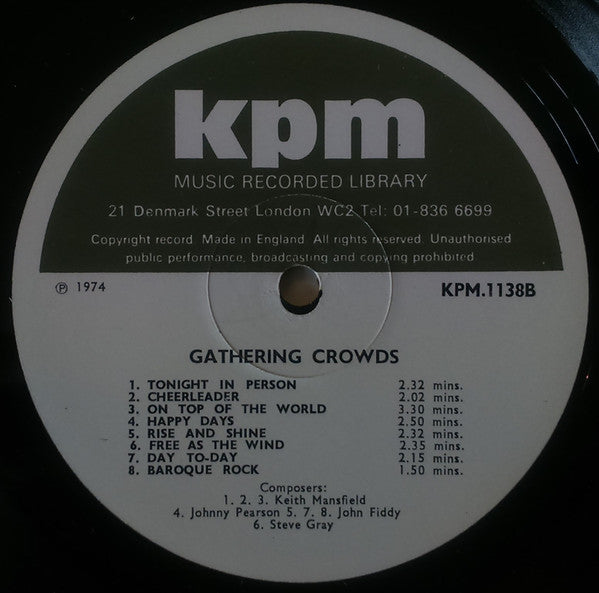 kpm
MUSIC RECORDED LIBRARY
21 Denmark Street London WC2 Tel: 01-836 6699
Copyright record. Made in England. All rights reserved. Unauthorised
public performance, broadcasting and copying prohibited
℗ 1974 KPM.1138B
GATHERING CROWDS
1. TONIGHT IN PERSON 2.32 mins.
2. CHEERLEADER 2.02 mins.
3. ON TOP OF THE WORLD 3.30 mins.
4. HAPPY DAYS 2.50 mins.
5. RISE AND SHINE 2.32 mins.
6. FREE AS THE WIND 2.35 mins.
7. DAY TO-DAY 2.15 mins.
8. BAROQUE ROCK 1.50 mins.
Composers:
1. 2. 3. Keith Mansfield
4. Johnny Pearson 5. 7. 8. John Fiddy
6. Steve Gray